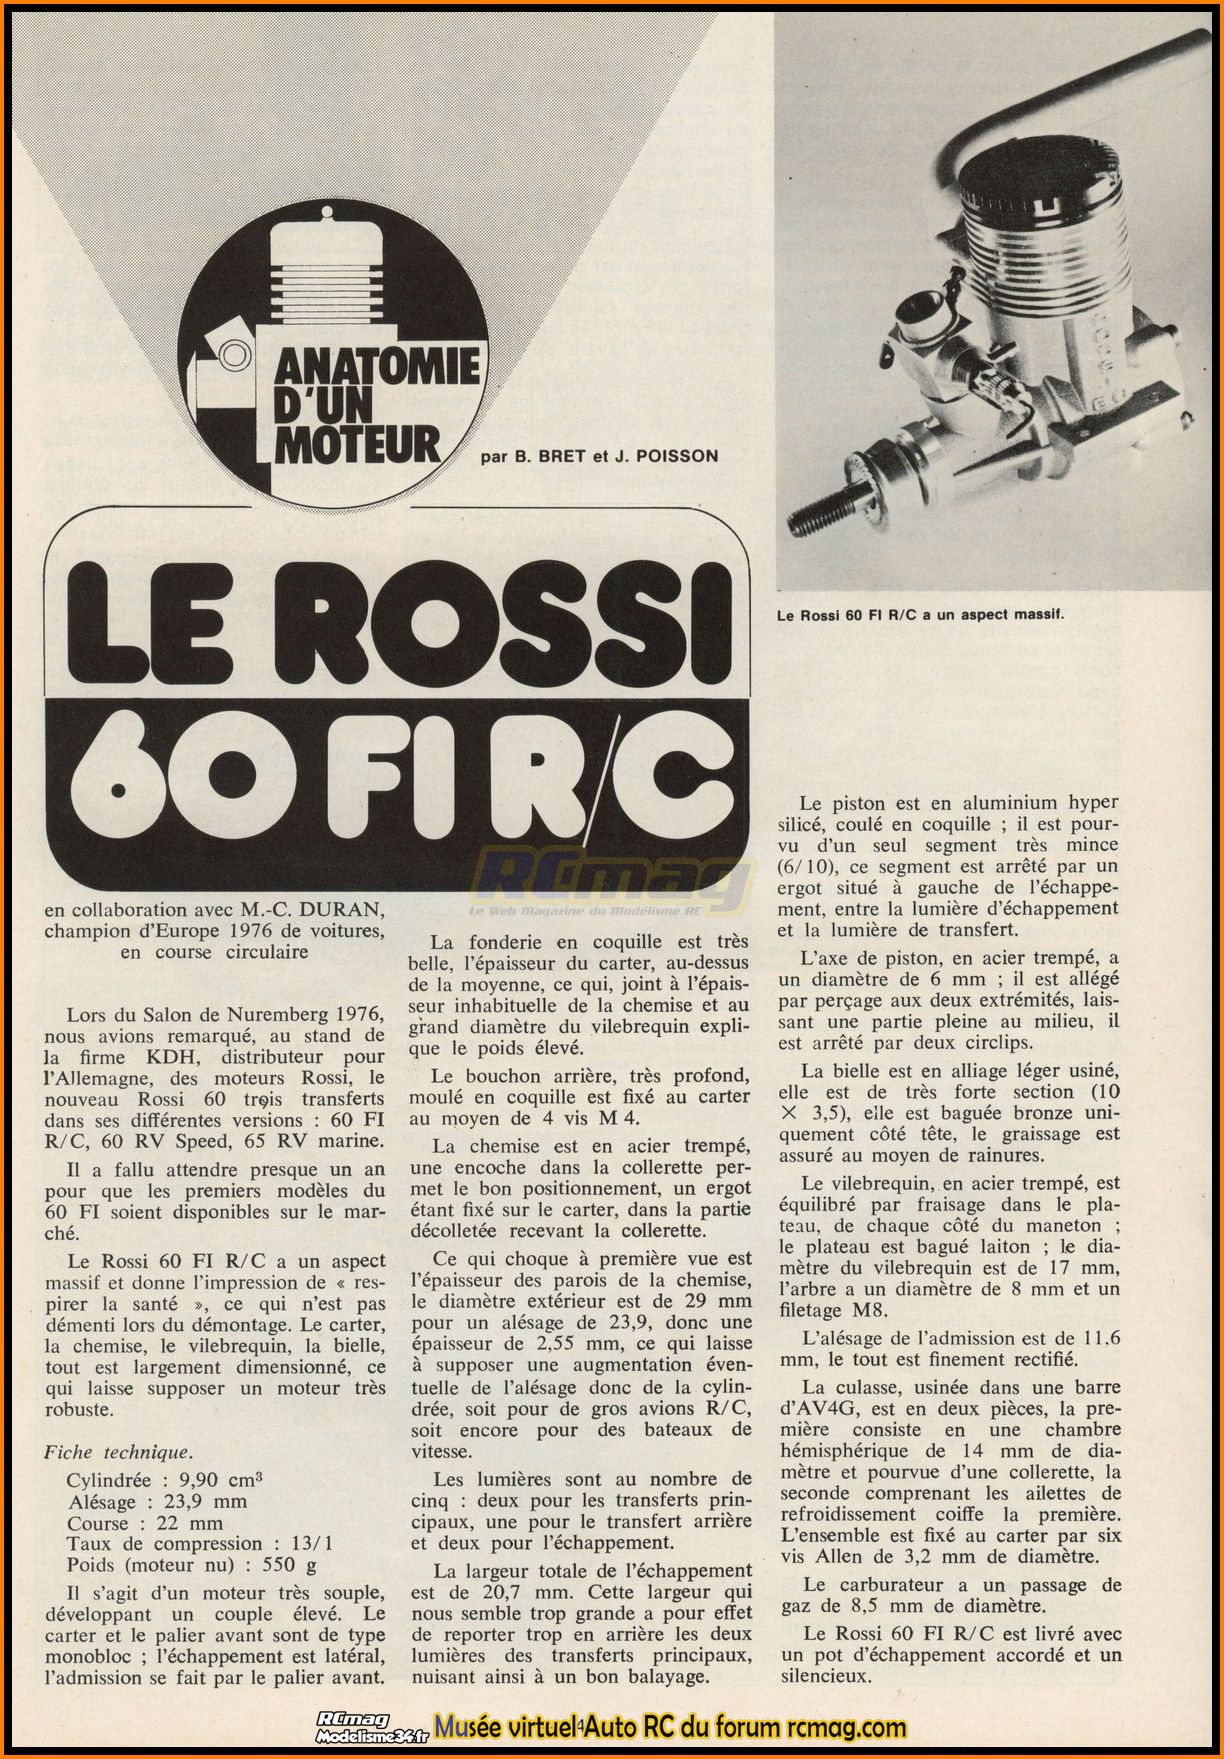 ANATOMIE
D'UN
MOTEUR
par B. BRET et J. POISSON
LE ROSSI
60 FI R/C
Le Rossi 60 FI R/C a un aspect massif.
en collaboration avec M.-C. DURAN,
champion d'Europe 1976 de voitures,
en course circulaire
Lors du Salon de Nuremberg 1976,
nous avions remarqué, au stand de
la firme KDH, distributeur pour
l'Allemagne, des moteurs Rossi, le
nouveau Rossi 60 trois transferts
dans ses différentes versions : 60 FI
R/C, 60 RV Speed, 65 RV marine.
Il a fallu attendre presque un an
pour que les premiers modèles du
60 FI soient disponibles sur le mar-
ché.
Le Rossi 60 FI R/C a un aspect
massif et donne l'impression de « res-
pirer la santé », ce qui n'est pas
démenti lors du démontage. Le carter,
la chemise, le vilebrequin, la bielle,
tout est largement dimensionné, ce
qui laisse supposer un moteur très
robuste.
Fiche technique.
Cylindrée : 9,90 cm³
Alésage : 23,9 mm
Course : 22 mm
Taux de compression : 13/1
Poids (moteur nu) : 550 g
Il s'agit d'un moteur très souple,
développant un couple élevé. Le
carter et le palier avant sont de type
monobloc ; l'échappement est latéral,
l'admission se fait par le palier avant.
La fonderie en coquille est très
belle, l'épaisseur du carter, au-dessus
de la moyenne, ce qui, joint à l'épais-
seur inhabituelle de la chemise et au
grand diamètre du vilebrequin expli-
que le poids élevé.
Le bouchon arrière, très profond,
moulé en coquille est fixé au carter
au moyen de 4 vis M 4.
La chemise est en acier trempé,
une encoche dans la collerette per-
met le bon positionnement, un ergot
étant fixé sur le carter, dans la partie
décolletée recevant la collerette.
Ce qui choque à première vue est
l'épaisseur des parois de la chemise,
le diamètre extérieur est de 29 mm
pour un alésage de 23,9, donc une
épaisseur de 2,55 mm, ce qui laisse
à supposer une augmentation éven-
tuelle de l'alésage donc de la cylin-
drée, soit pour de gros avions R/C,
soit encore pour des bateaux de
vitesse.
Les lumières sont au nombre de
cinq : deux pour les transferts prin-
cipaux, une pour le transfert arrière
et deux pour l'échappement.
La largeur totale de l'échappement
est de 20,7 mm. Cette largeur qui
nous semble trop grande a pour effet
de reporter trop en arrière les deux
lumières des transferts principaux,
nuisant ainsi à un bon balayage.
Le piston est en aluminium hyper
silicé, coulé en coquille ; il est pour-
vu d'un seul segment très mince
(6/10), ce segment est arrêté par un
ergot situé à gauche de l'échappe-
ment, entre la lumière d'échappement
et la lumière de transfert.
L'axe de piston, en acier trempé, a
un diamètre de 6 mm ; il est allégé
par perçage aux deux extrémités, lais-
sant une partie pleine au milieu, il
est arrêté par deux circlips.
La bielle est en alliage léger usiné,
elle est de très forte section (10
× 3,5), elle est baguée bronze uni-
quement côté tête, le graissage est
assuré au moyen de rainures.
Le vilebrequin, en acier trempé, est
équilibré par fraisage dans le pla-
teau, de chaque côté du maneton ;
le plateau est bagué laiton ; le dia-
mètre du vilebrequin est de 17 mm,
l'arbre a un diamètre de 8 mm et un
filetage M8.
L'alésage de l'admission est de 11,6
mm, le tout est finement rectifié.
La culasse, usinée dans une barre
d'AV4G, est en deux pièces, la pre-
mière consiste en une chambre
hémisphérique de 14 mm de dia-
mètre et pourvue d'une collerette, la
seconde comprenant les ailettes de
refroidissement coiffe la première.
L'ensemble est fixé au carter par six
vis Allen de 3,2 mm de diamètre.
Le carburateur a un passage de
gaz de 8,5 mm de diamètre.
Le Rossi 60 FI R/C est livré avec
un pot d'échappement accordé et un
silencieux.
RCmag
Le Web Magazine du Modélisme RC
RCmag
Modelisme34.fr
Musée virtuel Auto RC du forum rcmag.com